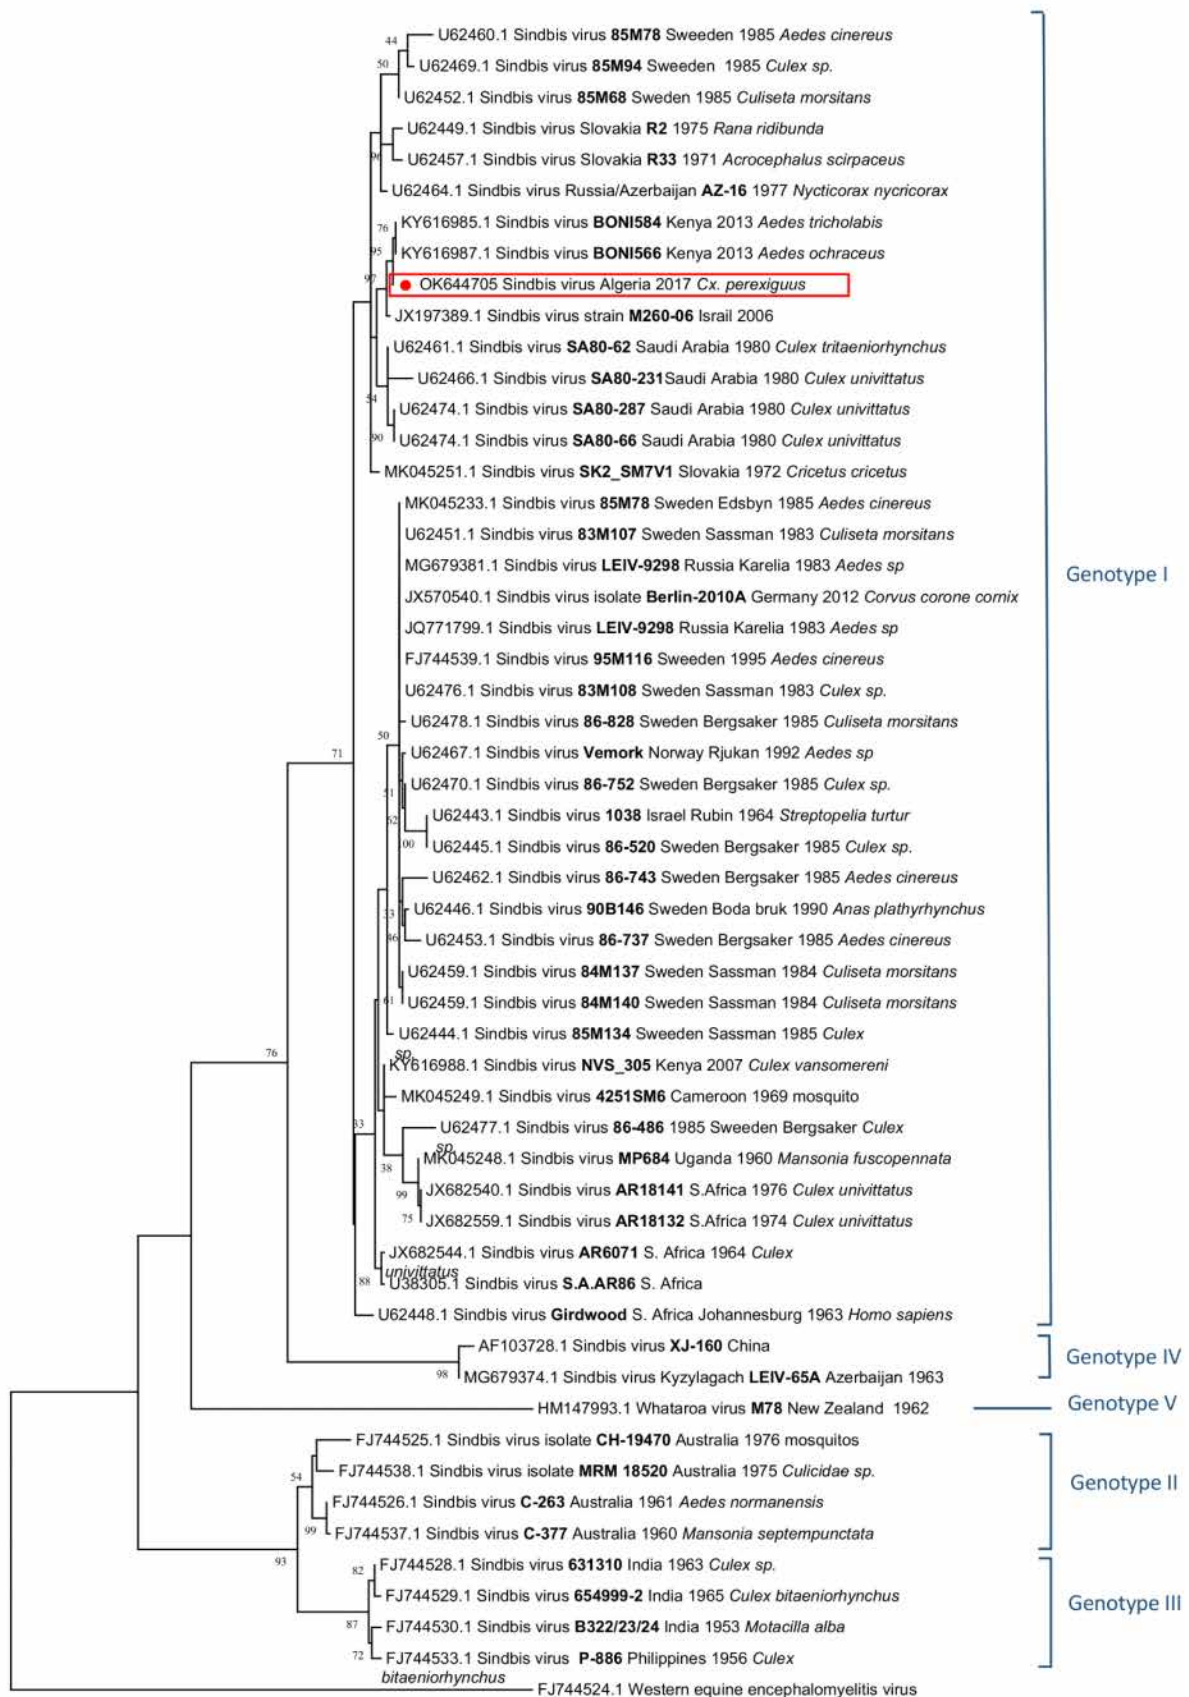 44
U62460.1 Sindbis virus 85M78 Sweeden 1985 Aedes cinereus
50
U62469.1 Sindbis virus 85M94 Sweeden 1985 Culex sp.
U62452.1 Sindbis virus 85M68 Sweden 1985 Culiseta morsitans
U62449.1 Sindbis virus Slovakia R2 1975 Rana ridibunda
U62457.1 Sindbis virus Slovakia R33 1971 Acrocephalus scirpaceus
U62464.1 Sindbis virus Russia/Azerbaijan AZ-16 1977 Nycticorax nycricorax
76
KY616985.1 Sindbis virus BONI584 Kenya 2013 Aedes tricholabis
95
KY616987.1 Sindbis virus BONI566 Kenya 2013 Aedes ochraceus
97
OK644705 Sindbis virus Algeria 2017 Cx. perexiguus
JX197389.1 Sindbis virus strain M260-06 Israil 2006
U62461.1 Sindbis virus SA80-62 Saudi Arabia 1980 Culex tritaeniorhynchus
U62466.1 Sindbis virus SA80-231Saudi Arabia 1980 Culex univittatus
54
U62474.1 Sindbis virus SA80-287 Saudi Arabia 1980 Culex univittatus
90
U62474.1 Sindbis virus SA80-66 Saudi Arabia 1980 Culex univittatus
MK045251.1 Sindbis virus SK2_SM7V1 Slovakia 1972 Cricetus cricetus
MK045233.1 Sindbis virus 85M78 Sweden Edsbyn 1985 Aedes cinereus
U62451.1 Sindbis virus 83M107 Sweden Sassman 1983 Culiseta morsitans
MG679381.1 Sindbis virus LEIV-9298 Russia Karelia 1983 Aedes sp
Genotype I
JX570540.1 Sindbis virus isolate Berlin-2010A Germany 2012 Corvus corone cornix
JQ771799.1 Sindbis virus LEIV-9298 Russia Karelia 1983 Aedes sp
FJ744539.1 Sindbis virus 95M116 Sweeden 1995 Aedes cinereus
U62476.1 Sindbis virus 83M108 Sweden Sassman 1983 Culex sp.
U62478.1 Sindbis virus 86-828 Sweden Bergsaker 1985 Culiseta morsitans
50
71
U62467.1 Sindbis virus Vemork Norway Rjukan 1992 Aedes sp
U62470.1 Sindbis virus 86-752 Sweden Bergsaker 1985 Culex sp.
51
U62443.1 Sindbis virus 1038 Israel Rubin 1964 Streptopelia turtur
62
100
U62445.1 Sindbis virus 86-520 Sweden Bergsaker 1985 Culex sp.
U62462.1 Sindbis virus 86-743 Sweden Bergsaker 1985 Aedes cinereus
33
U62446.1 Sindbis virus 90B146 Sweden Boda bruk 1990 Anas plathyrhynchus
46
U62453.1 Sindbis virus 86-737 Sweden Bergsaker 1985 Aedes cinereus
U62459.1 Sindbis virus 84M137 Sweden Sassman 1984 Culiseta morsitans
61
U62459.1 Sindbis virus 84M140 Sweden Sassman 1984 Culiseta morsitans
U62444.1 Sindbis virus 85M134 Sweeden Sassman 1985 Culex
sp.
76
KY616988.1 Sindbis virus NVS_305 Kenya 2007 Culex vansomereni
MK045249.1 Sindbis virus 4251SM6 Cameroon 1969 mosquito
33
U62477.1 Sindbis virus 86-486 1985 Sweeden Bergsaker Culex
sp.
38
MK045248.1 Sindbis virus MP684 Uganda 1960 Mansonia fuscopennata
99
JX682540.1 Sindbis virus AR18141 S.Africa 1976 Culex univittatus
75
JX682559.1 Sindbis virus AR18132 S.Africa 1974 Culex univittatus
JX682544.1 Sindbis virus AR6071 S. Africa 1964 Culex
univittatus
88
U38305.1 Sindbis virus S.A.AR86 S. Africa
U62448.1 Sindbis virus Girdwood S. Africa Johannesburg 1963 Homo sapiens
AF103728.1 Sindbis virus XJ-160 China
Genotype IV
98
MG679374.1 Sindbis virus Kyzylagach LEIV-65A Azerbaijan 1963
HM147993.1 Whataroa virus M78 New Zealand 1962
Genotype V
FJ744525.1 Sindbis virus isolate CH-19470 Australia 1976 mosquitos
54
FJ744538.1 Sindbis virus isolate MRM 18520 Australia 1975 Culicidae sp.
Genotype II
FJ744526.1 Sindbis virus C-263 Australia 1961 Aedes normanensis
99
FJ744537.1 Sindbis virus C-377 Australia 1960 Mansonia septempunctata
93
82
FJ744528.1 Sindbis virus 631310 India 1963 Culex sp.
FJ744529.1 Sindbis virus 654999-2 India 1965 Culex bitaeniorhynchus
Genotype III
87
FJ744530.1 Sindbis virus B322/23/24 India 1953 Motacilla alba
72
FJ744533.1 Sindbis virus P-886 Philippines 1956 Culex
bitaeniorhynchus
FJ744524.1 Western equine encephalomyelitis virus